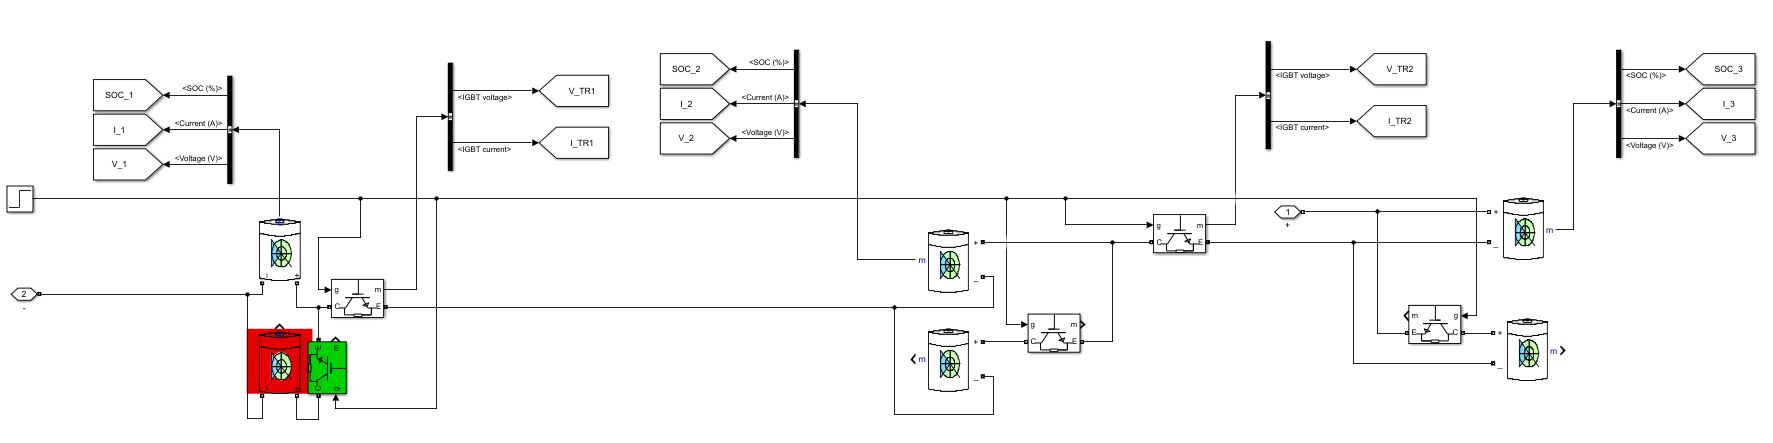 SOC_1
<SOC (%)>
I_1
<Current (A)>
V_1
<Voltage (V)>
<IGBT voltage>
V_TR1
<IGBT current>
I_TR1
SOC_2
<SOC (%)>
I_2
<Current (A)>
V_2
<Voltage (V)>
<IGBT voltage>
V_TR2
<IGBT current>
I_TR2
<SOC (%)>
SOC_3
<Current (A)>
I_3
<Voltage (V)>
V_3
2
-
- +
g m
C E
- +
E m
C g
m + -
g m
C E
m + -
g m
C E
1
+
+ - m
m g
E C
+ - m